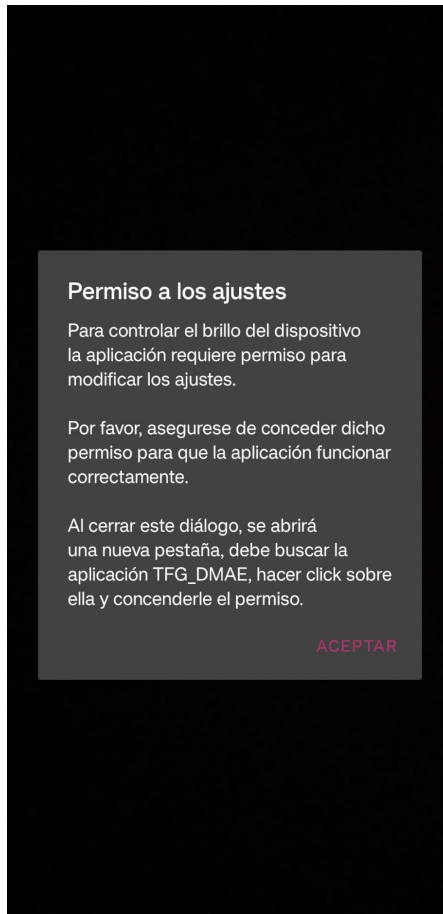 Permiso a los ajustes
Para controlar el brillo del dispositivo
la aplicación requiere permiso para
modificar los ajustes.
Por favor, asegurese de conceder dicho
permiso para que la aplicación funcionar
correctamente.
Al cerrar este diálogo, se abrirá
una nueva pestaña, debe buscar la
aplicación TFG_DMAE, hacer click sobre
ella y concenderle el permiso.
ACEPTAR